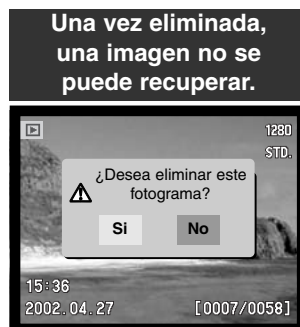 Una vez eliminada,
una imagen no se
puede recuperar.
1280
STD.
¿Desea eliminar este
fotograma?
Si No
15:36
2002.04.27 [0007/0058]